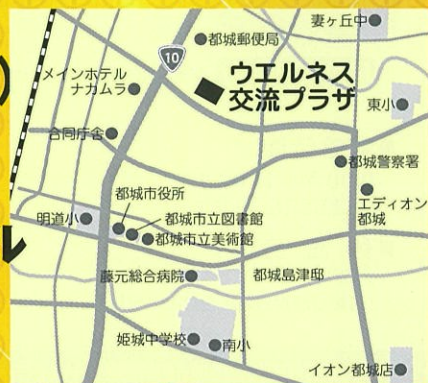 妻ヶ丘中
都城郵便局
10
ウエルネス
交流プラザ
メインホテル
ナカムラ
東小
合同庁舎
都城警察署
エディオン
都城
都城市役所
明道小
都城市立図書館
都城市立美術館
藤元総合病院
都城島津邸
姫城中学校
南小
イオン都城店